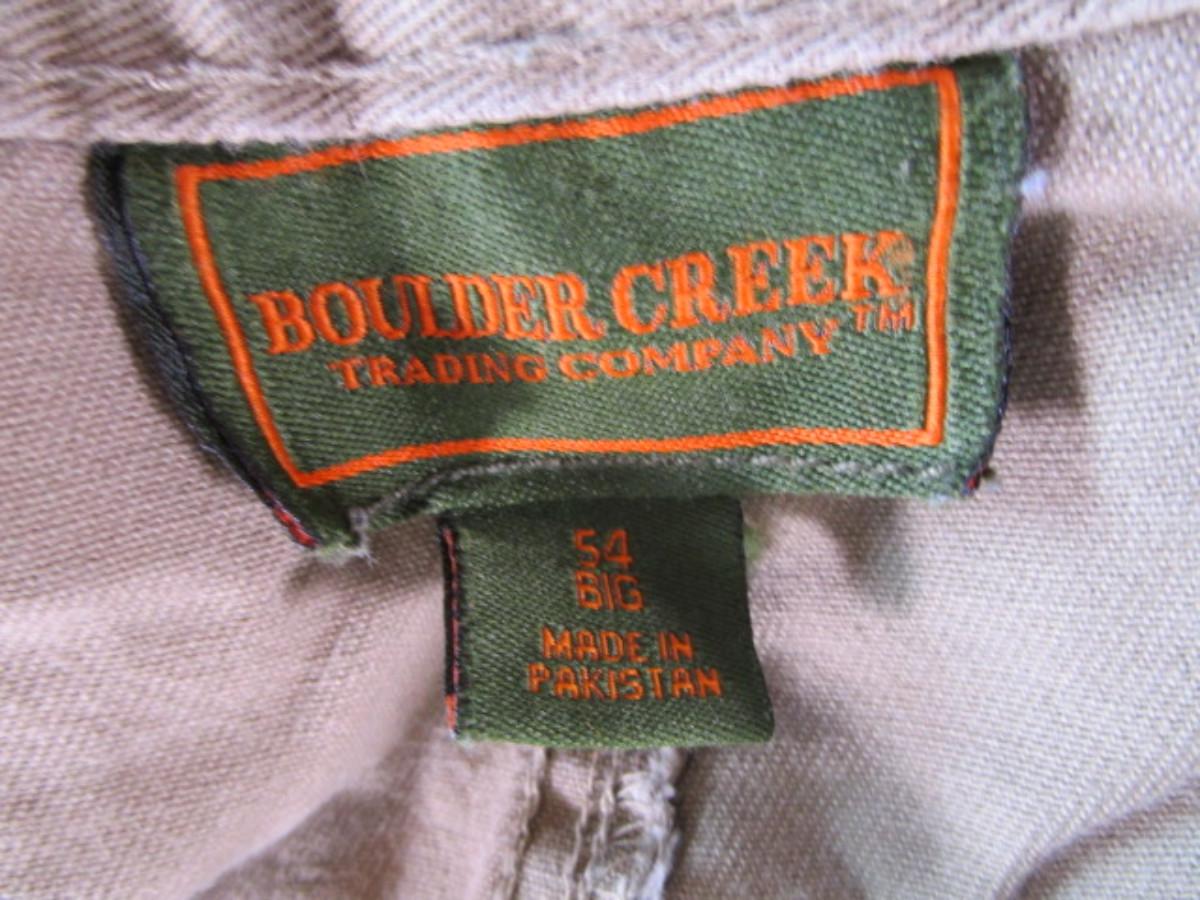 BOULDER CREEK®
TRADING COMPANY™
54
BIG
MADE IN
PAKISTAN